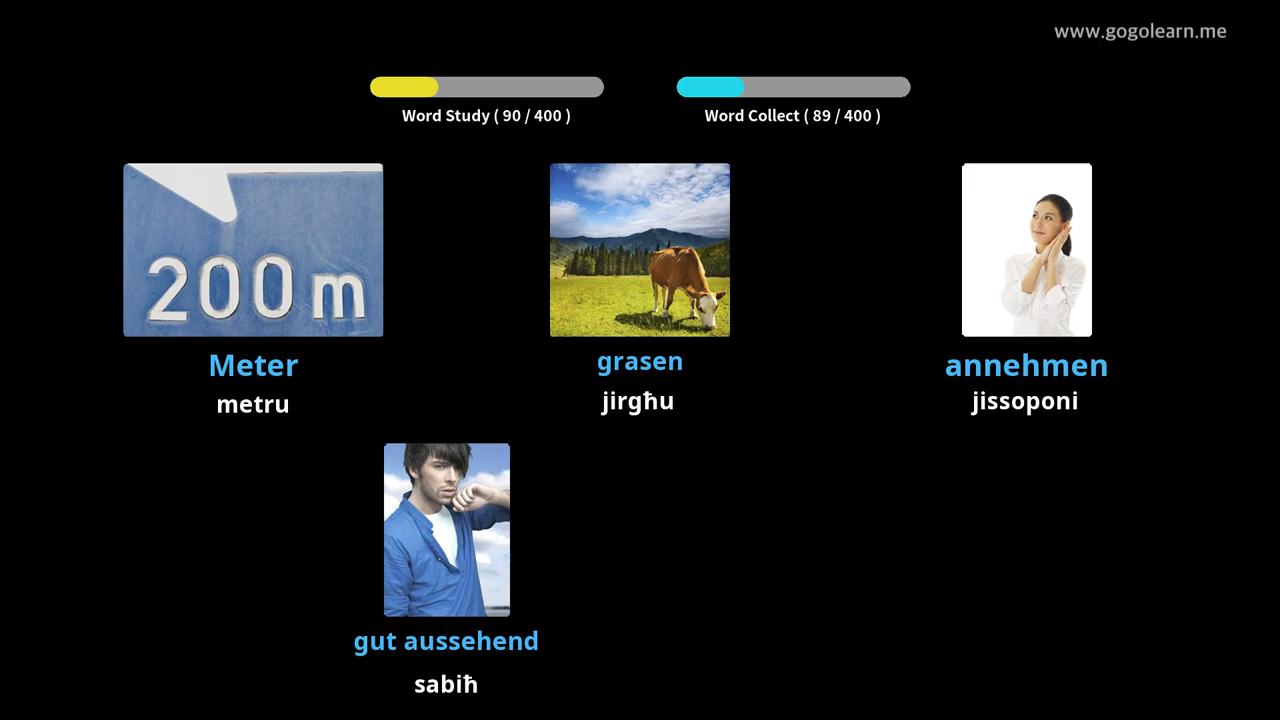 www.gogolearn.me
Word Study ( 90 / 400 )
Word Collect ( 89 / 400 )
200 m
Meter
metru
grasen
jirgħu
annehmen
jissoponi
gut aussehend
sabiħ